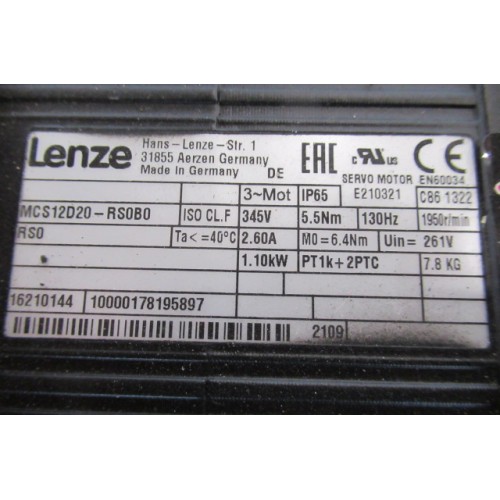 Lenze
Hans-Lenze-Str. 1
31855 Aerzen Germany
Made in Germany DE
EAC c UR us CE
SERVO MOTOR EN60034
3~Mot IP65 E210321 C86 1322
MCS12D20-RS0B0 ISO CL.F 345V 5.5Nm 130Hz 1950r/min
RS0 Ta<=40°C 2.60A M0=6.4Nm Uin= 261V
1.10kW PT1k+2PTC 7.8 KG
16210144 10000178195897
2109